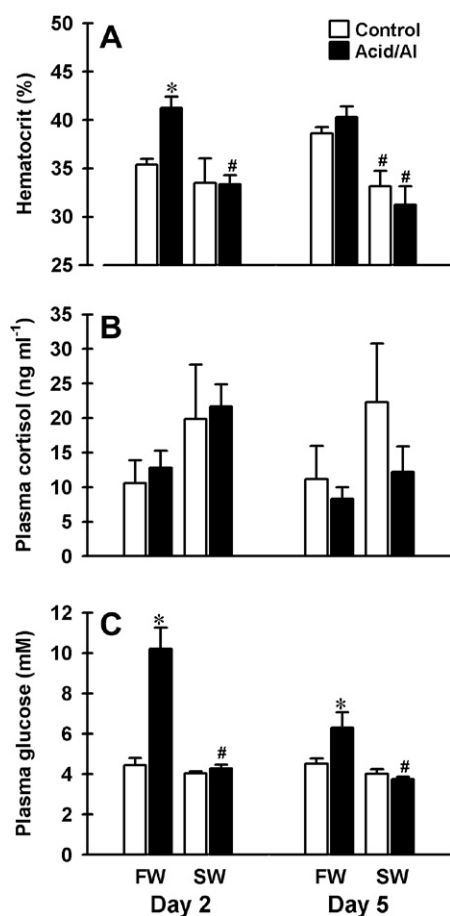 A
Control
Acid/Al
Hematocrit (%)
50
45
40
35
30
25
*
#
#
#
B
Plasma cortisol (ng ml-1)
35
30
25
20
15
10
5
0
C
Plasma glucose (mM)
12
10
8
6
4
2
0
*
#
*
#
FW SW FW SW
Day 2 Day 5